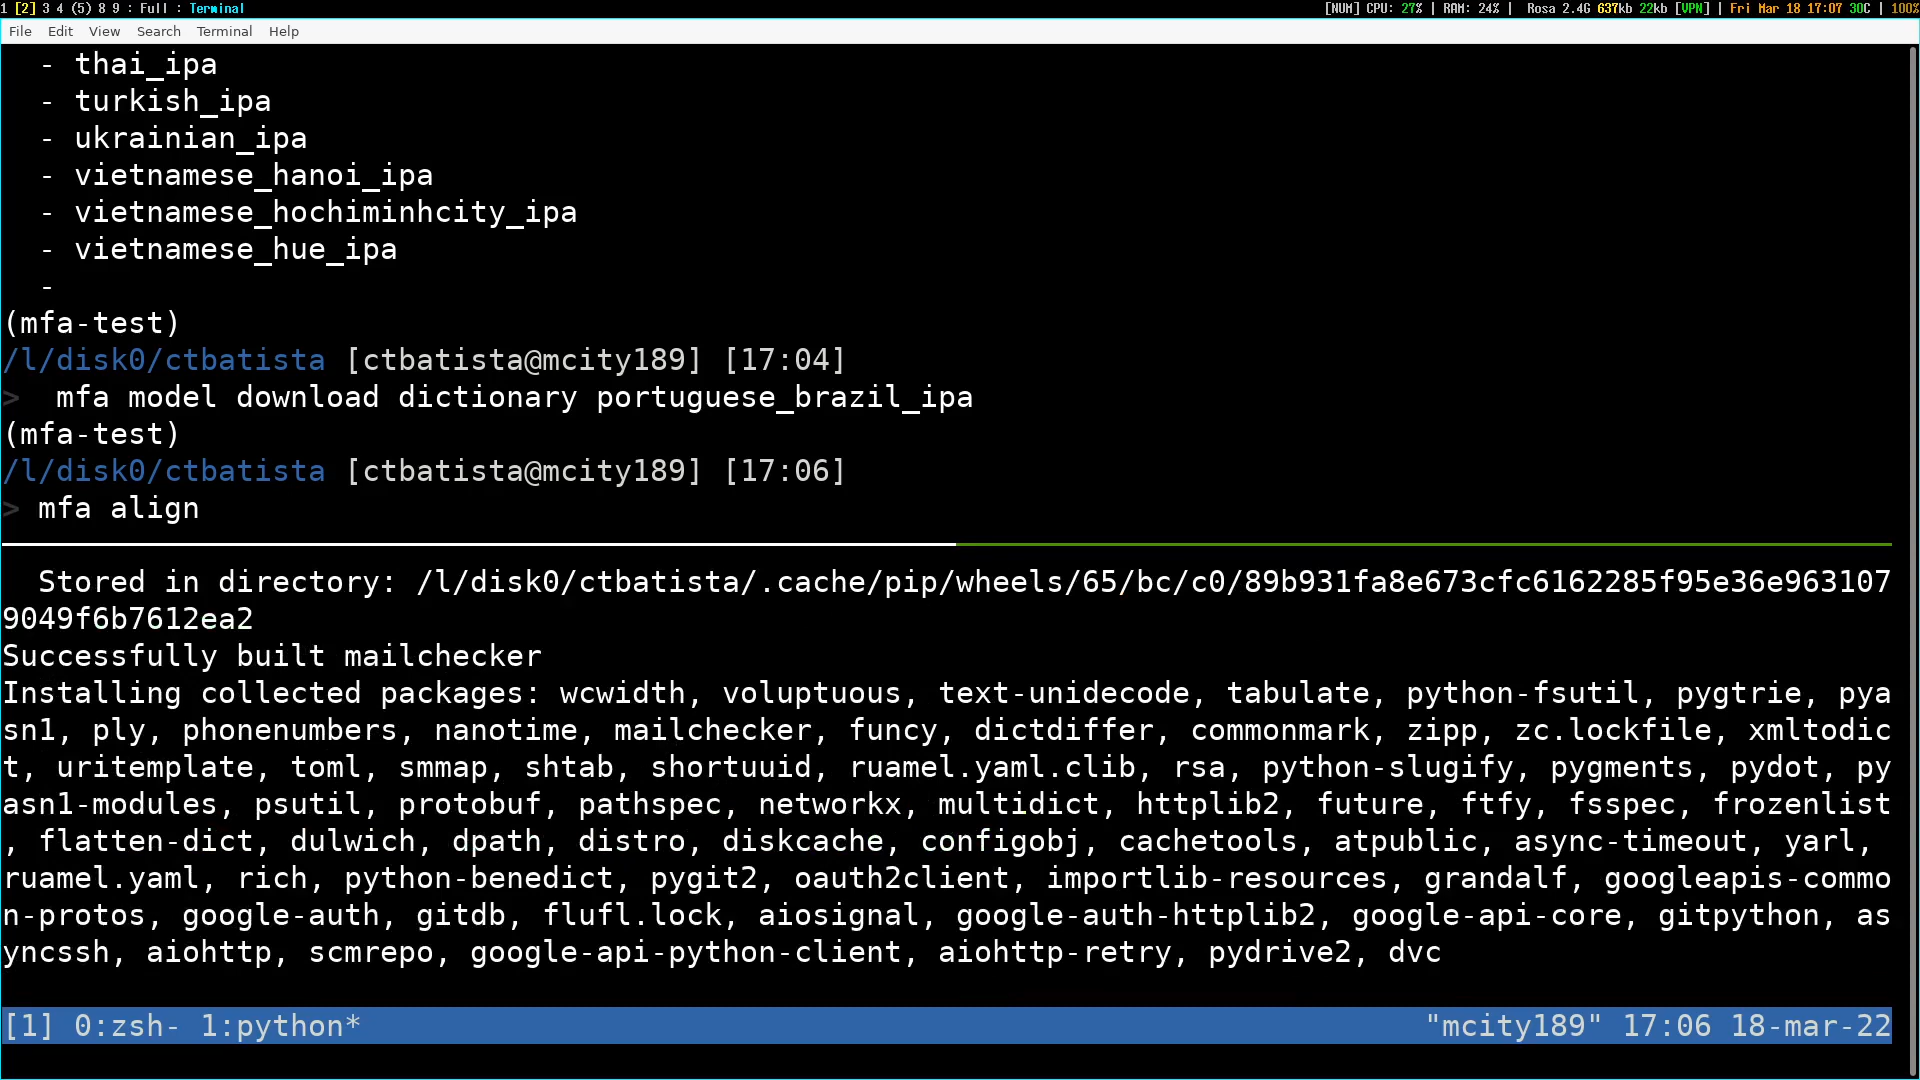 1 [2] 3 4 (5) 8 9 : Full : Terminal
[NUM] CPU: 27% | RAM: 24% | Rosa 2.4G 637kb 22kb [VPN] | Fri Mar 18 17:07 30C | 100%
File Edit View Search Terminal Help
- thai_ipa
- turkish_ipa
- ukrainian_ipa
- vietnamese_hanoi_ipa
- vietnamese_hochiminhcity_ipa
- vietnamese_hue_ipa
-
(mfa-test)
/l/disk0/ctbatista [ctbatista@mcity189] [17:04]
> mfa model download dictionary portuguese_brazil_ipa
(mfa-test)
/l/disk0/ctbatista [ctbatista@mcity189] [17:06]
> mfa align
Stored in directory: /l/disk0/ctbatista/.cache/pip/wheels/65/bc/c0/89b931fa8e673cfc6162285f95e36e963107
9049f6b7612ea2
Successfully built mailchecker
Installing collected packages: wcwidth, voluptuous, text-unidecode, tabulate, python-fsutil, pygtrie, pya
sn1, ply, phonenumbers, nanotime, mailchecker, funcy, dictdiffer, commonmark, zipp, zc.lockfile, xmltodic
t, uritemplate, toml, smmap, shtab, shortuuid, ruamel.yaml.clib, rsa, python-slugify, pygments, pydot, py
asn1-modules, psutil, protobuf, pathspec, networkx, multidict, httplib2, future, ftfy, fsspec, frozenlist
, flatten-dict, dulwich, dpath, distro, diskcache, configobj, cachetools, atpublic, async-timeout, yarl,
ruamel.yaml, rich, python-benedict, pygit2, oauth2client, importlib-resources, grandalf, googleapis-commo
n-protos, google-auth, gitdb, flufl.lock, aiosignal, google-auth-httplib2, google-api-core, gitpython, as
yncssh, aiohttp, scmrepo, google-api-python-client, aiohttp-retry, pydrive2, dvc
[1] 0:zsh- 1:python* "mcity189" 17:06 18-mar-22